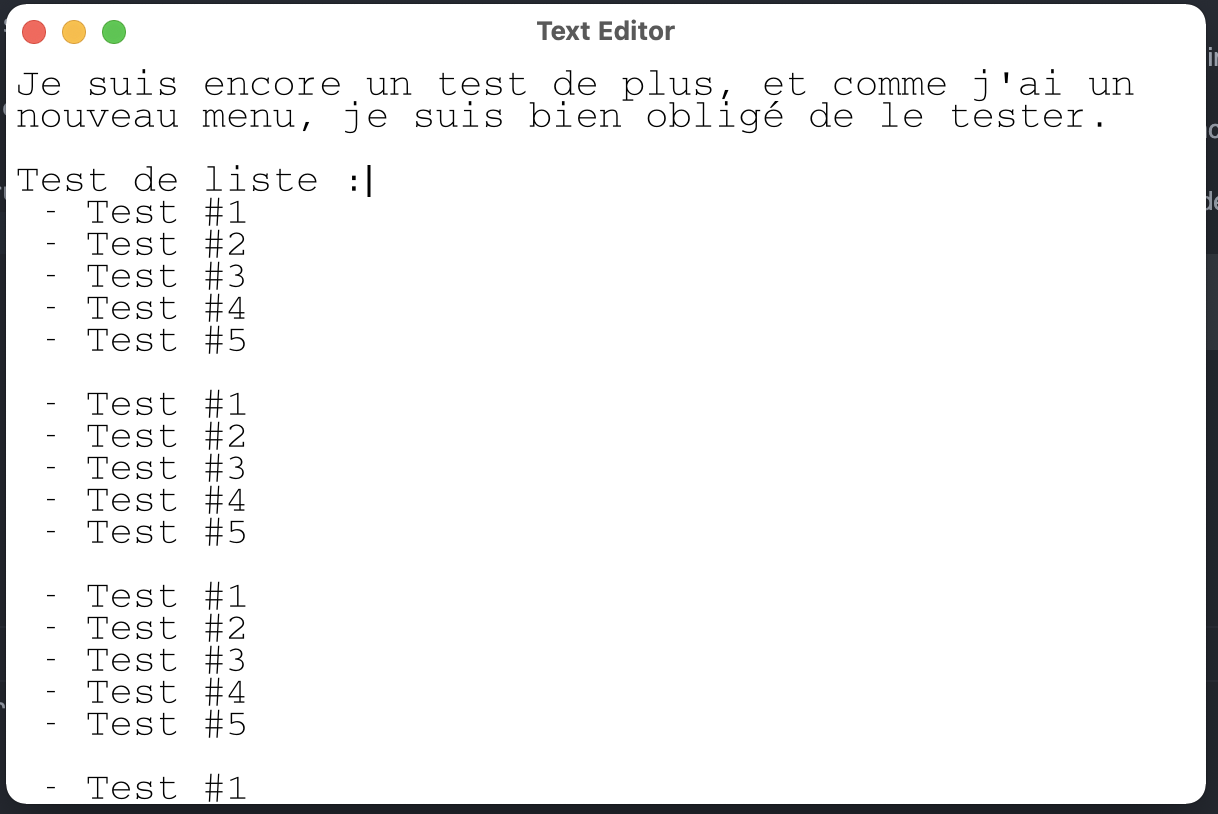 Text Editor
Je suis encore un test de plus, et comme j'ai un
nouveau menu, je suis bien obligé de le tester.
Test de liste :
- Test #1
- Test #2
- Test #3
- Test #4
- Test #5
- Test #1
- Test #2
- Test #3
- Test #4
- Test #5
- Test #1
- Test #2
- Test #3
- Test #4
- Test #5
- Test #1